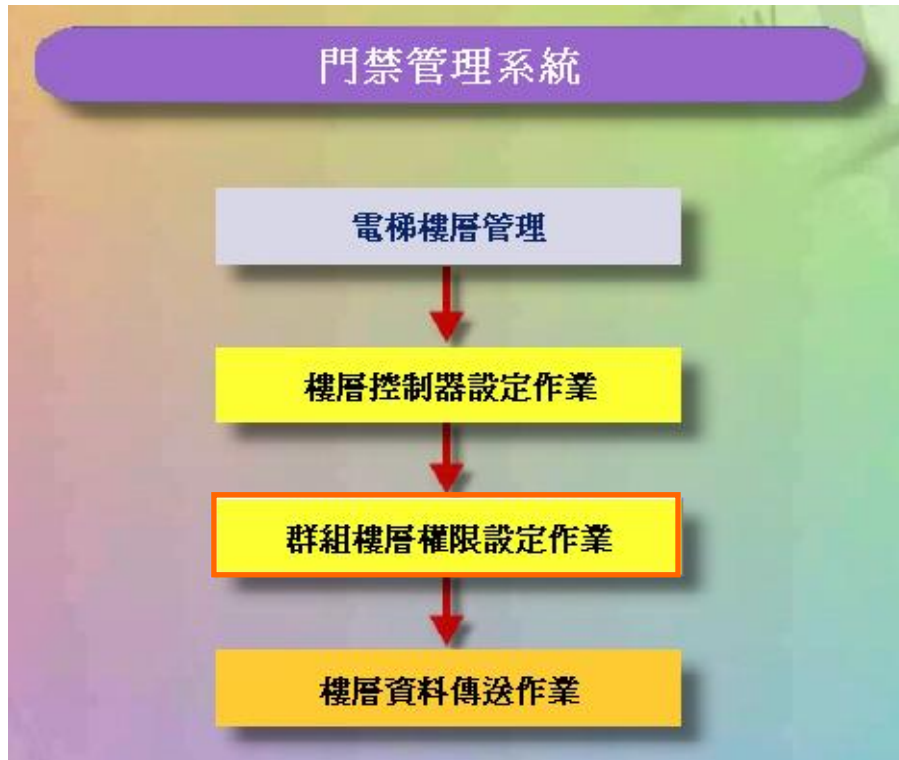 門禁管理系統
電梯樓層管理
樓層控制器設定作業
群組樓層權限設定作業
樓層資料傳送作業